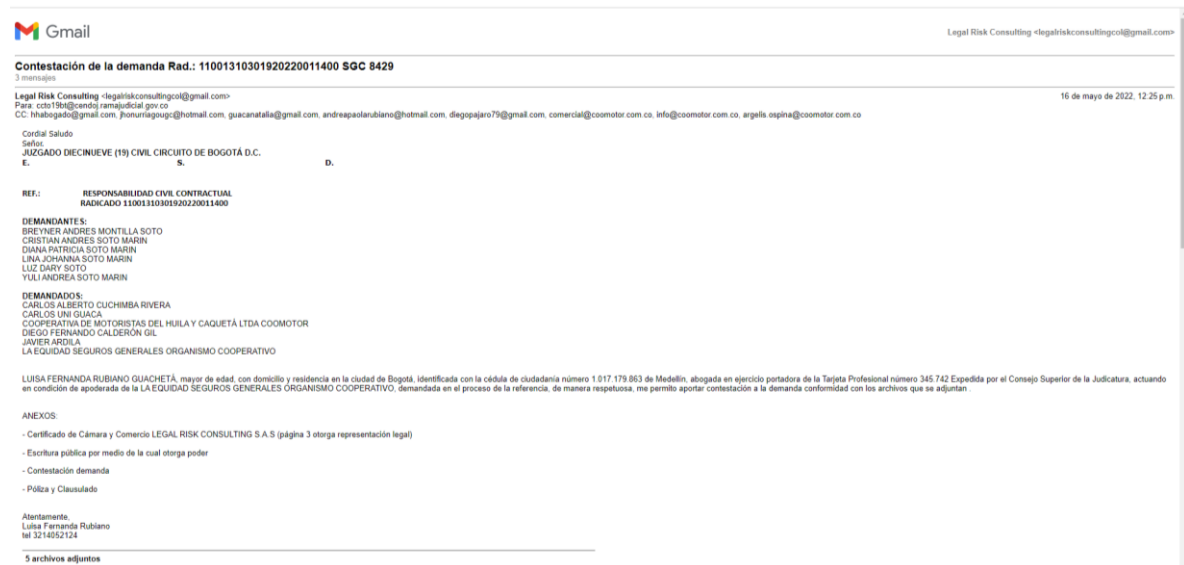 Gmail
Legal Risk Consulting <legalriskconsultingcol@gmail.com>
Contestación de la demanda Rad.: 11001310301920220011400 SGC 8429
3 mensajes
Legal Risk Consulting <legalriskconsultingcol@gmail.com>
16 de mayo de 2022, 12:25 p.m.
Para: ccto19bt@cendoj.ramajudicial.gov.co
CC: hhabogado@gmail.com, jhonurriagougc@hotmail.com, guacanatalia@gmail.com, andreapaolarubiano@hotmail.com, diegopajaro79@gmail.com, comercial@coomotor.com.co, info@coomotor.com.co, argelis.ospina@coomotor.com.co
Cordial Saludo
Señor,
JUZGADO DIECINUEVE (19) CIVIL CIRCUITO DE BOGOTÁ D.C.
E. S. D.
REF.: RESPONSABILIDAD CIVIL CONTRACTUAL
RADICADO 11001310301920220011400
DEMANDANTES:
BREYNER ANDRES MONTILLA SOTO
CRISTIAN ANDRES SOTO MARIN
DIANA PATRICIA SOTO MARIN
LINA JOHANNA SOTO MARIN
LUZ DARY SOTO
YULI ANDREA SOTO MARIN
DEMANDADOS:
CARLOS ALBERTO CUCHIMBA RIVERA
CARLOS UNI GUACA
COOPERATIVA DE MOTORISTAS DEL HUILA Y CAQUETÁ LTDA COOMOTOR
DIEGO FERNANDO CALDERÓN GIL
JAVIER ARDILA
LA EQUIDAD SEGUROS GENERALES ORGANISMO COOPERATIVO
LUISA FERNANDA RUBIANO GUACHETÁ, mayor de edad, con domicilio y residencia en la ciudad de Bogotá, identificada con la cédula de ciudadanía número 1.017.179.863 de Medellín, abogada en ejercicio portadora de la Tarjeta Profesional número 345.742 Expedida por el Consejo Superior de la Judicatura, actuando
en condición de apoderada de la LA EQUIDAD SEGUROS GENERALES ORGANISMO COOPERATIVO, demandada en el proceso de la referencia, de manera respetuosa, me permito aportar contestación a la demanda conformidad con los archivos que se adjuntan .
ANEXOS:
- Certificado de Cámara y Comercio LEGAL RISK CONSULTING S.A.S (página 3 otorga representación legal)
- Escritura pública por medio de la cual otorga poder
- Contestación demanda
- Póliza y Clausulado
Atentamente,
Luisa Fernanda Rubiano
tel 3214052124
5 archivos adjuntos